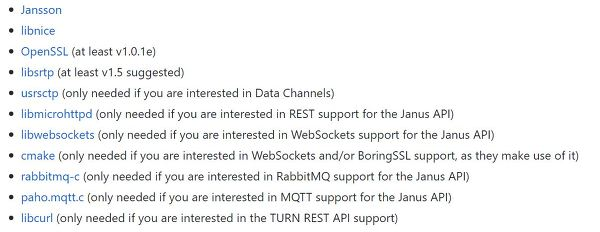 Jansson
libnice
OpenSSL (at least v1.0.1e)
libsrtp (at least v1.5 suggested)
usrsctp (only needed if you are interested in Data Channels)
libmicrohttpd (only needed if you are interested in REST support for the Janus API)
libwebsockets (only needed if you are interested in WebSockets support for the Janus API)
cmake (only needed if you are interested in WebSockets and/or BoringSSL support, as they make use of it)
rabbitmq-c (only needed if you are interested in RabbitMQ support for the Janus API)
paho.mqtt.c (only needed if you are interested in MQTT support for the Janus API)
libcurl (only needed if you are interested in the TURN REST API support)